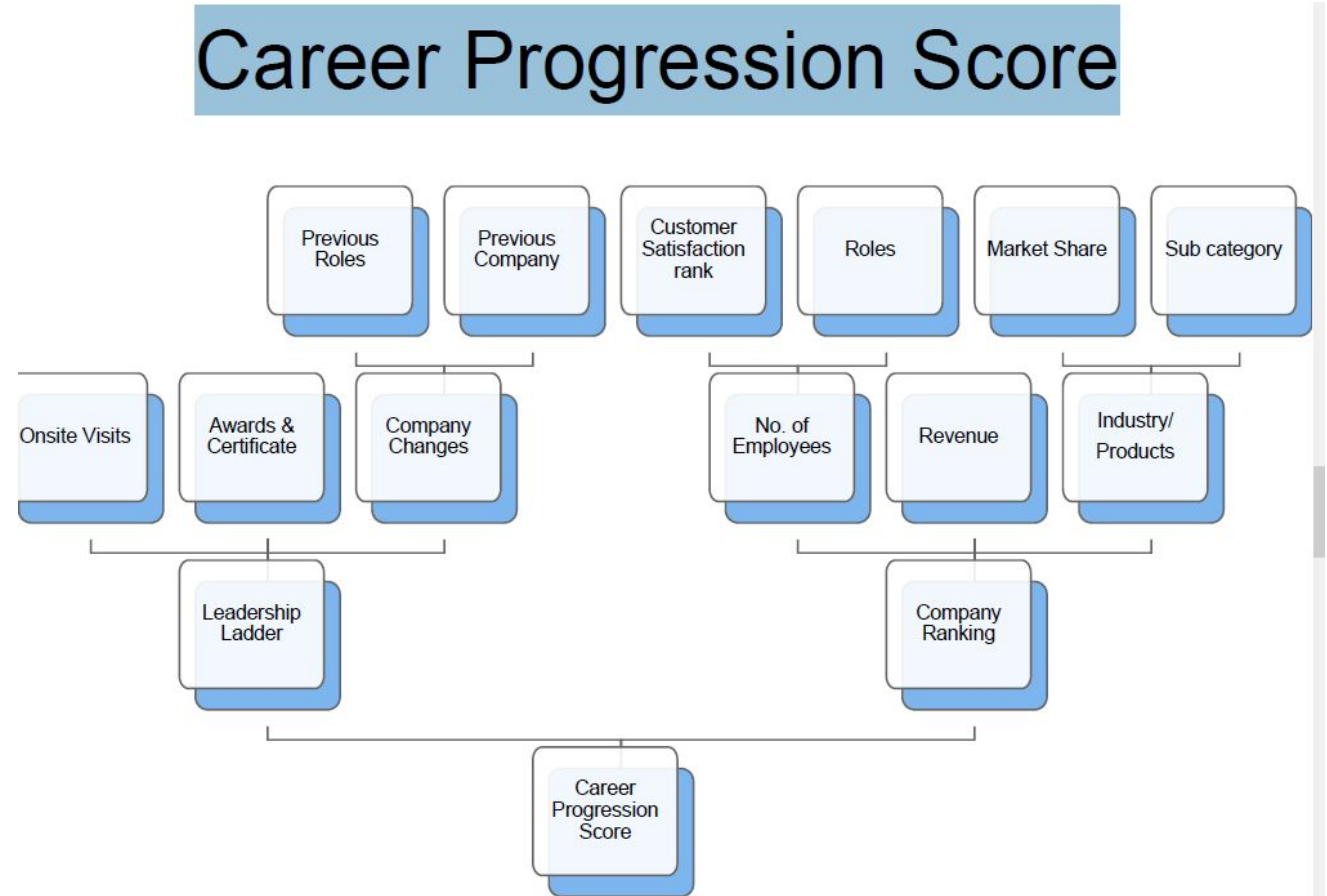 Career Progression Score
Previous
Roles
Previous
Company
Customer
Satisfaction
rank
Roles
Market Share
Sub category
Onsite Visits
Awards &
Certificate
Company
Changes
No. of
Employees
Revenue
Industry/
Products
Leadership
Ladder
Company
Ranking
Career
Progression
Score